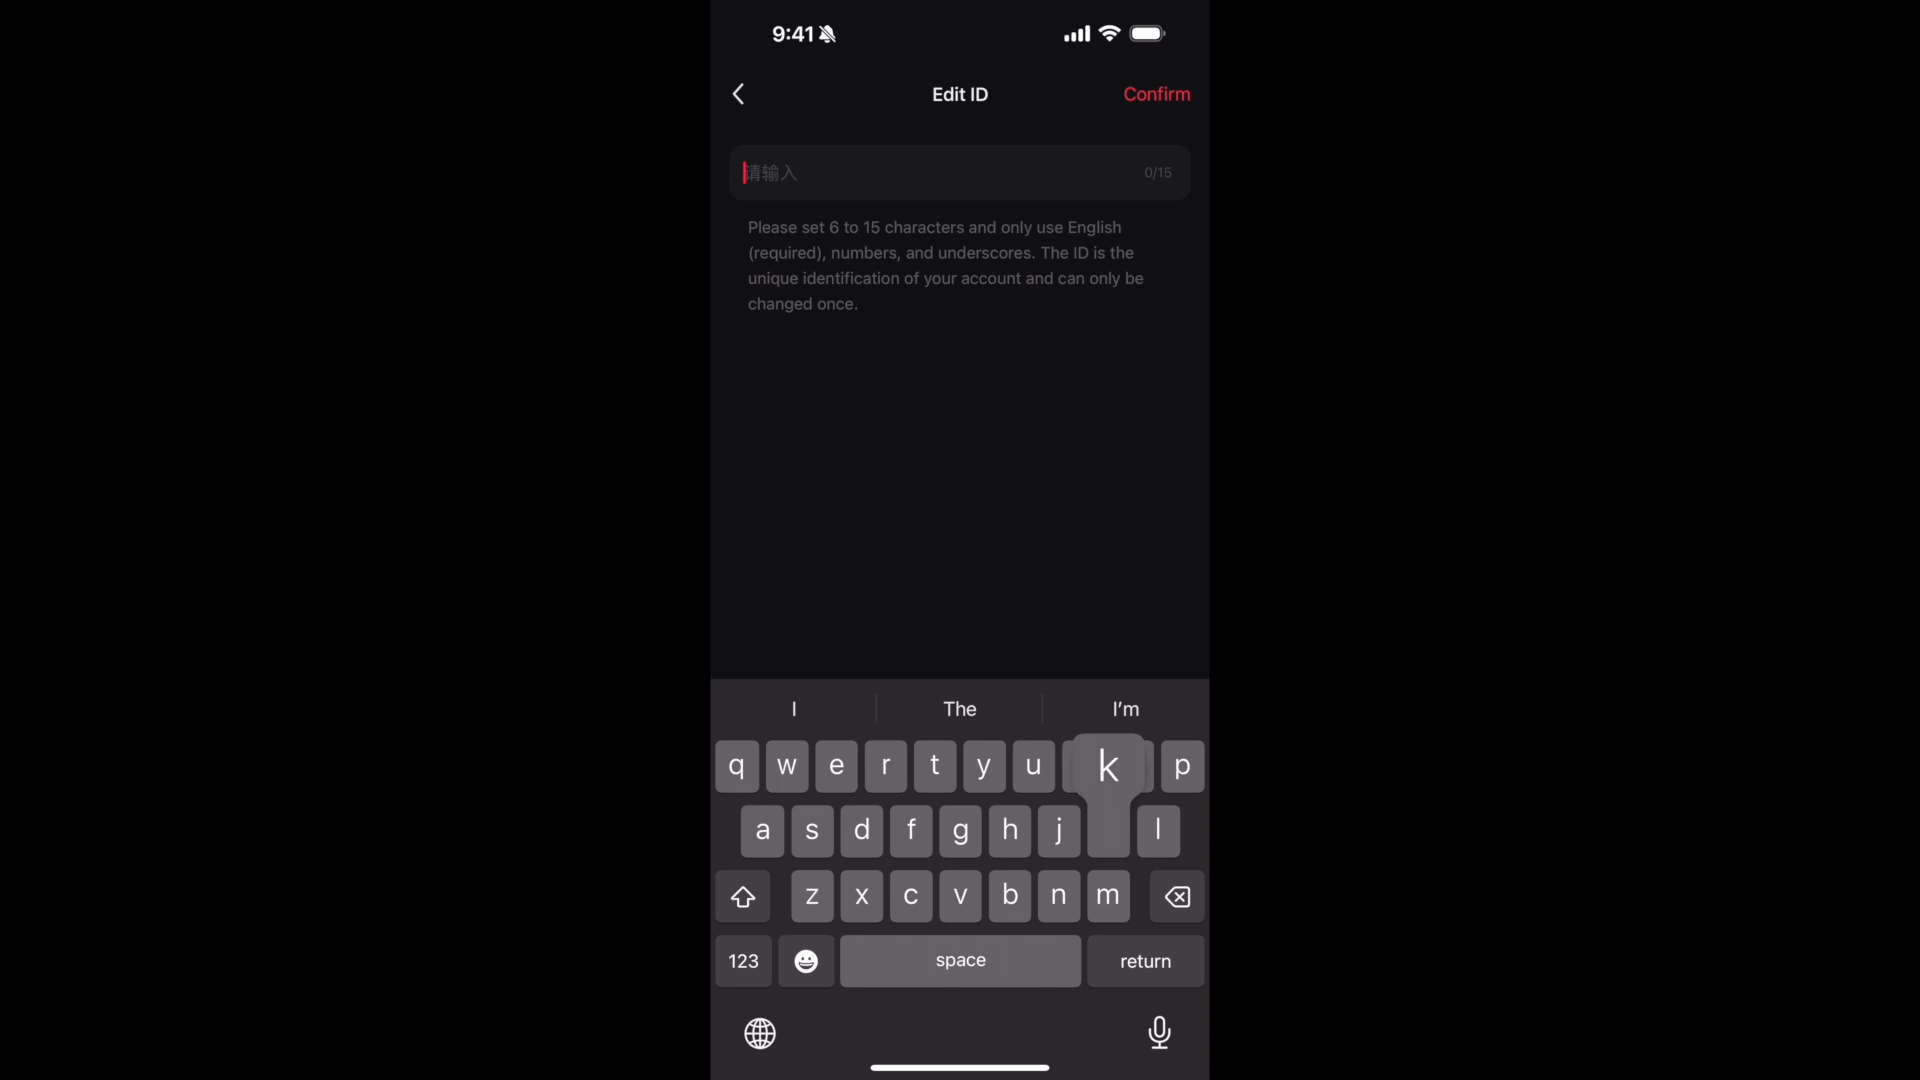 9:41
Edit ID
Confirm
请输入
0/15
Please set 6 to 15 characters and only use English
(required), numbers, and underscores. The ID is the
unique identification of your account and can only be
changed once.
I
The
I’m
q w e r t y u k p
a s d f g h j l
z x c v b n m
123
space
return